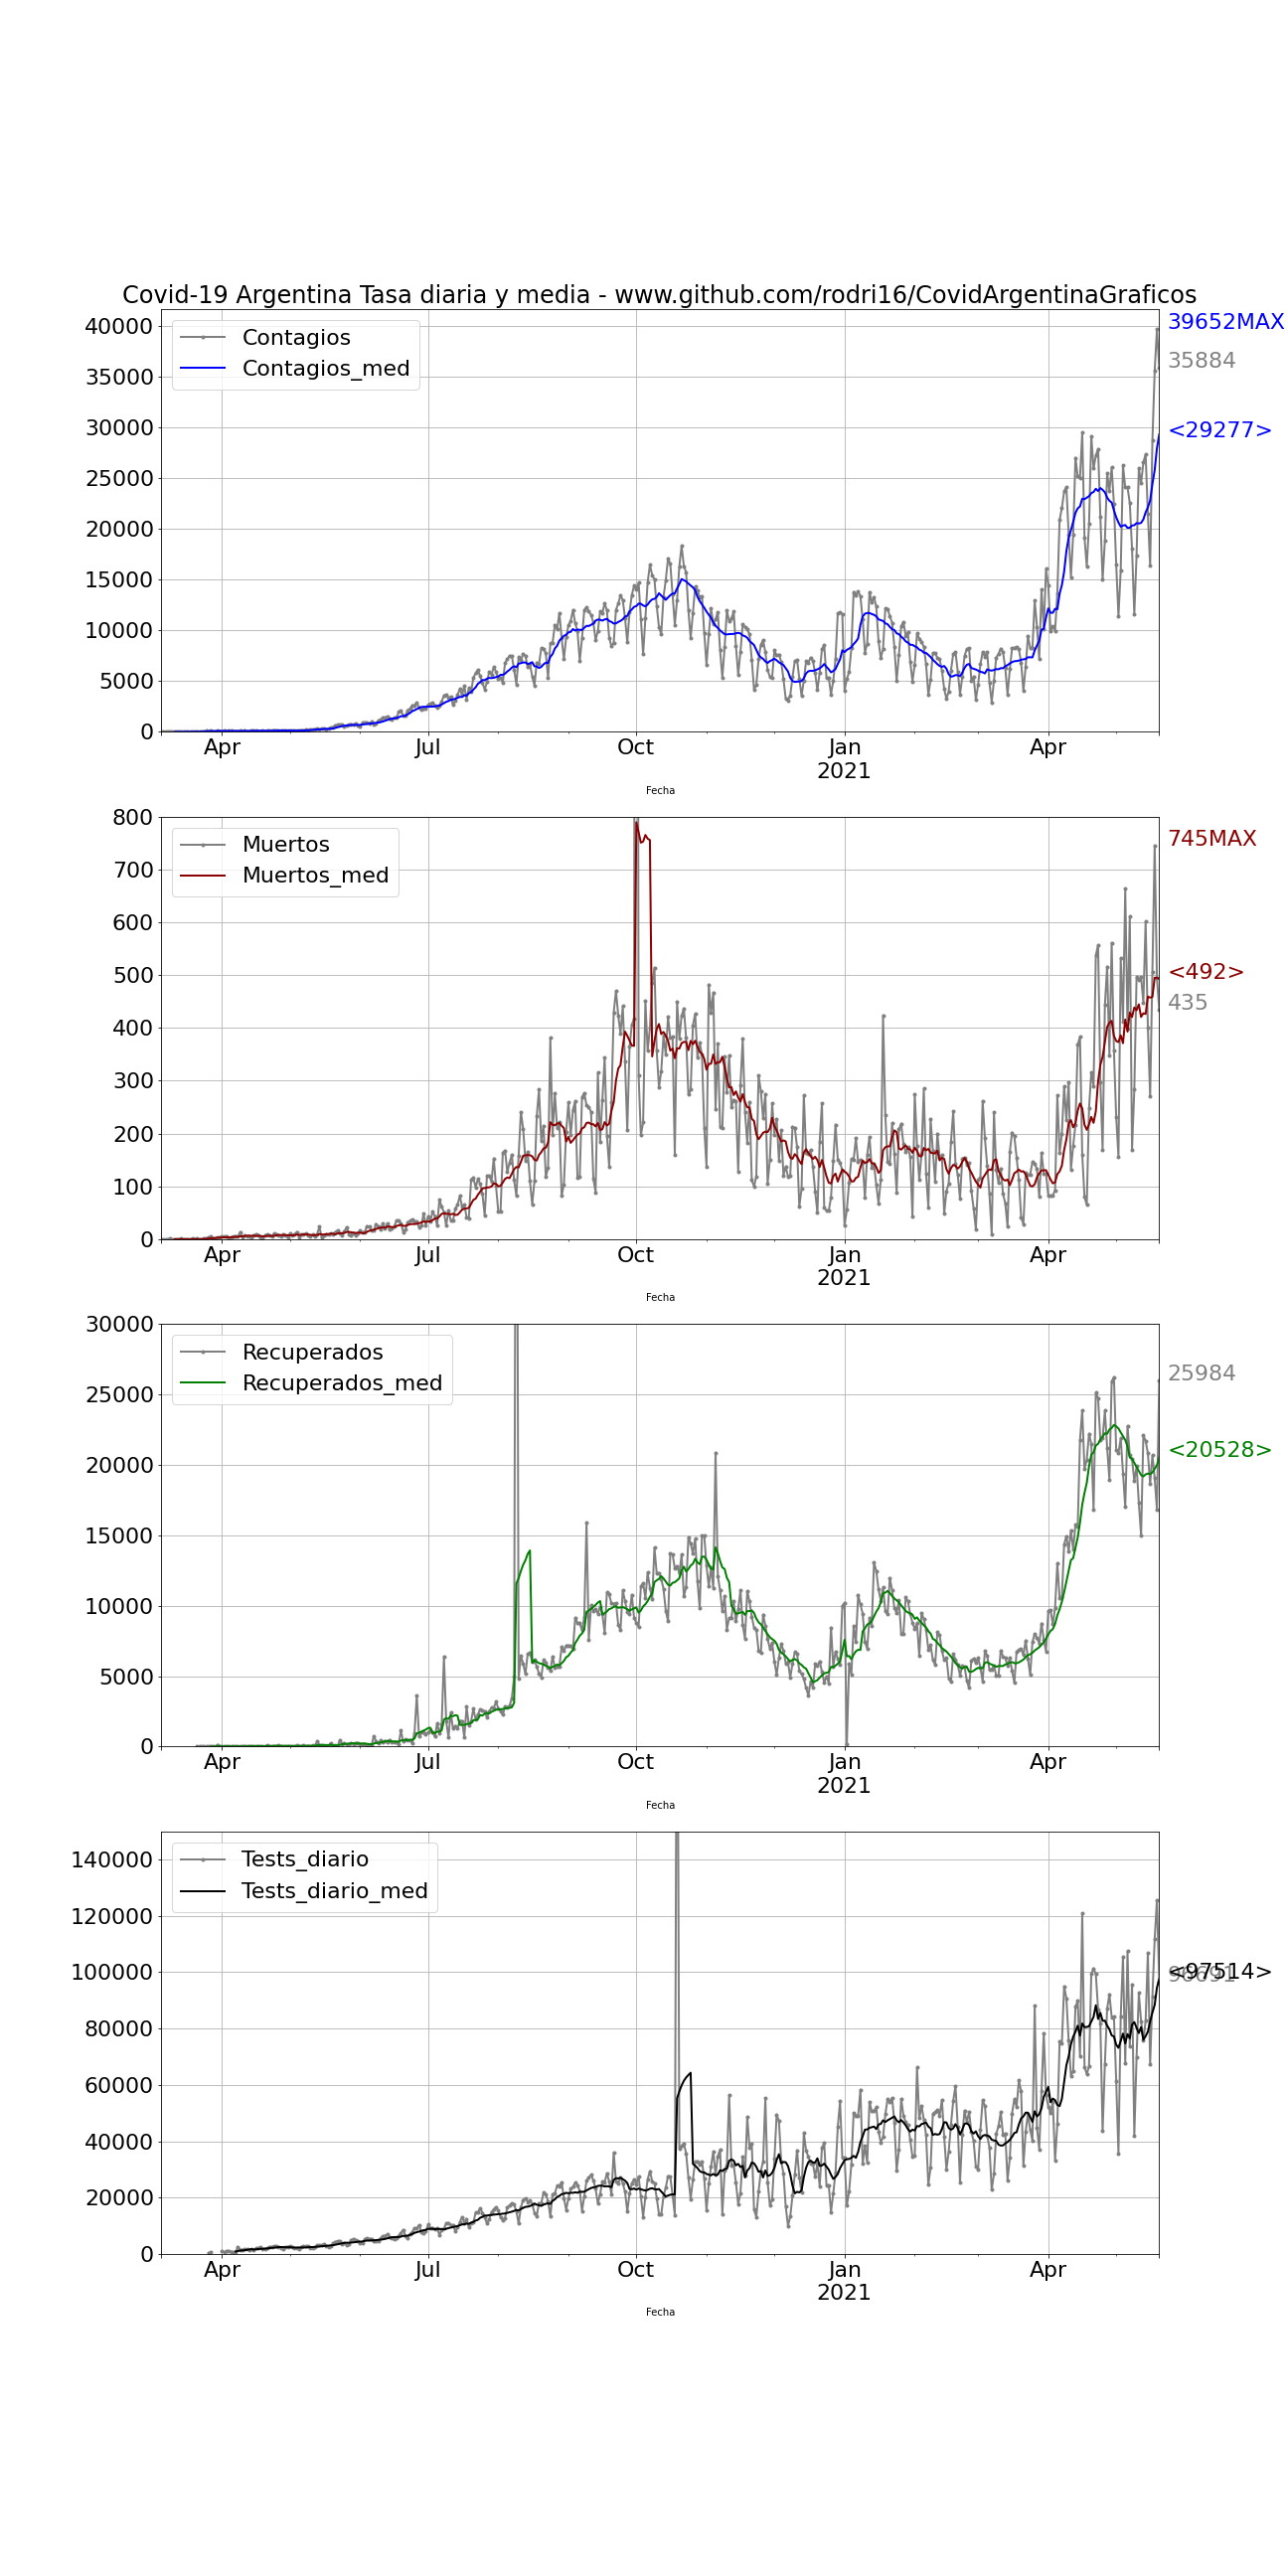 Covid-19 Argentina Tasa diaria y media - www.github.com/rodri16/CovidArgentinaGraficos
40000
35000
30000
25000
20000
15000
10000
5000
0
Contagios
Contagios_med
39652MAX
35884
<29277>
Apr
Jul
Oct
Jan
2021
Apr
Fecha
800
700
600
500
400
300
200
100
0
Muertos
Muertos_med
745MAX
<492>
435
Apr
Jul
Oct
Jan
2021
Apr
Fecha
30000
25000
20000
15000
10000
5000
0
Recuperados
Recuperados_med
25984
<20528>
Apr
Jul
Oct
Jan
2021
Apr
Fecha
140000
120000
100000
80000
60000
40000
20000
0
Tests_diario
Tests_diario_med
<97514>
Apr
Jul
Oct
Jan
2021
Apr
Fecha